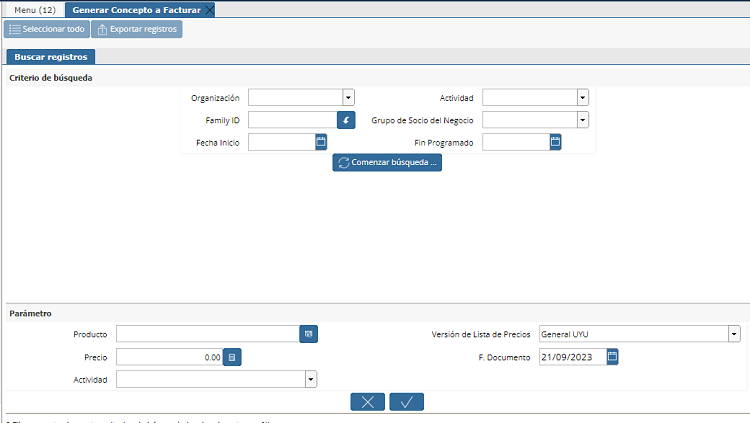 Menu (12) Generar Concepto a Facturar
Seleccionar todo Exportar registros
Buscar registros
Criterio de búsqueda
Organización Actividad
Family ID Grupo de Socio del Negocio
Fecha Inicio Fin Programado
Comenzar búsqueda ...
Parámetro
Producto Versión de Lista de Precios General UYU
Precio 0.00 F. Documento 21/09/2023
Actividad